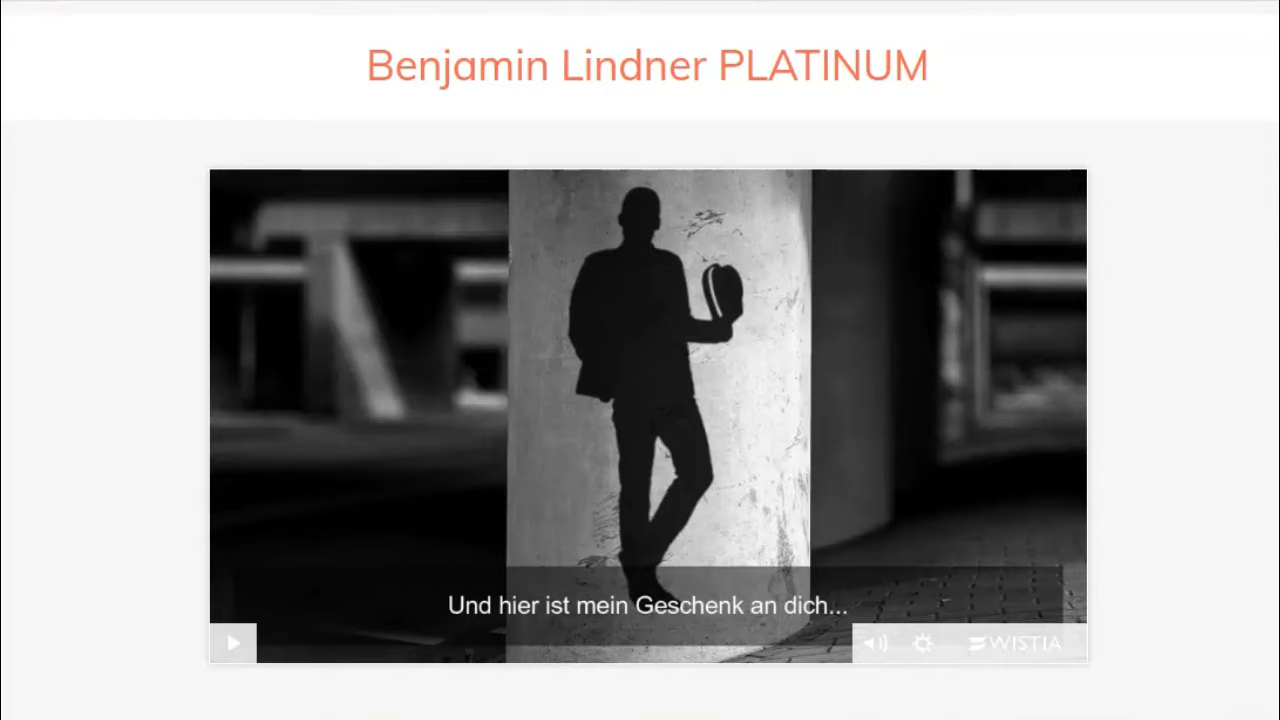 Benjamin Lindner PLATINUM
Und hier ist mein Geschenk an dich...
WISTIA